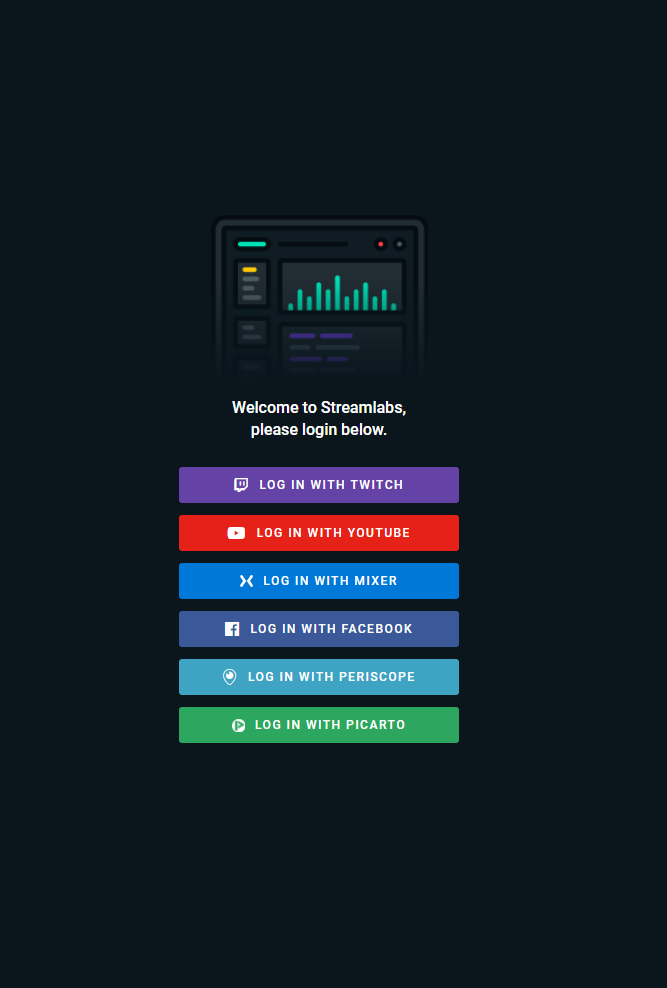 Welcome to Streamlabs,
please login below.
LOG IN WITH TWITCH
LOG IN WITH YOUTUBE
LOG IN WITH MIXER
LOG IN WITH FACEBOOK
LOG IN WITH PERISCOPE
LOG IN WITH PICARTO